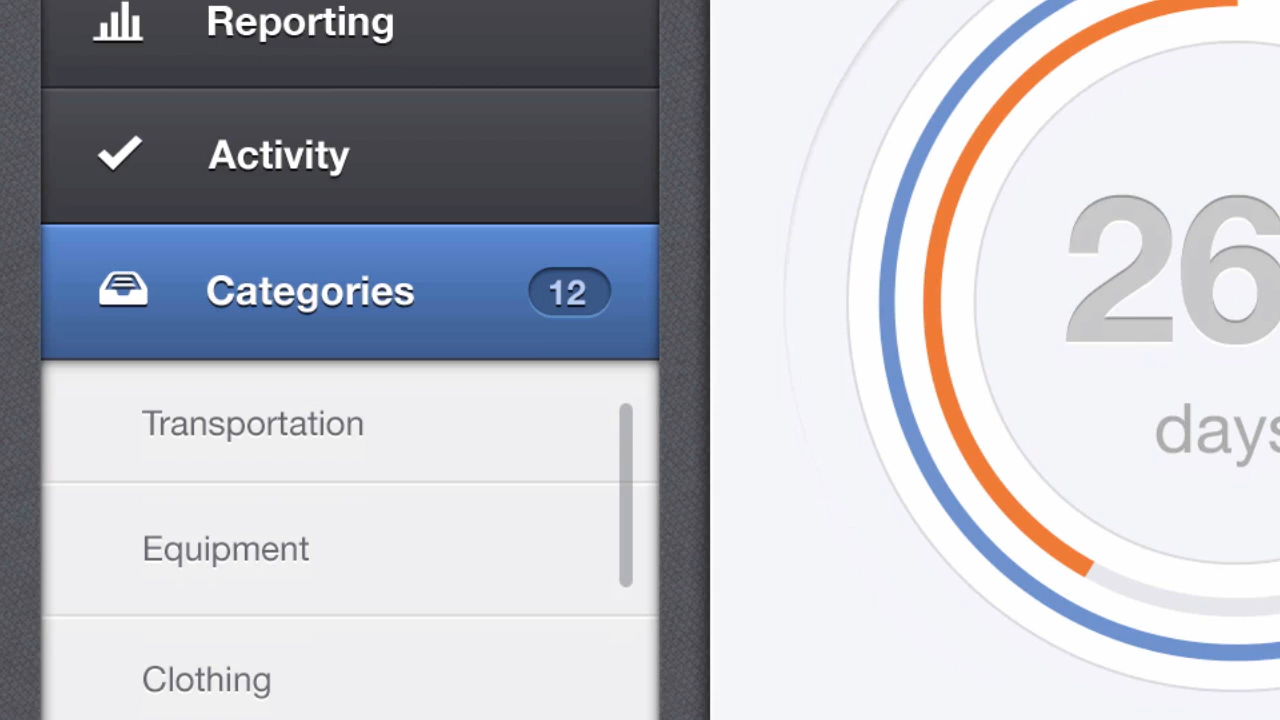 Reporting
Activity
Categories 12
Transportation
Equipment
Clothing
26
days